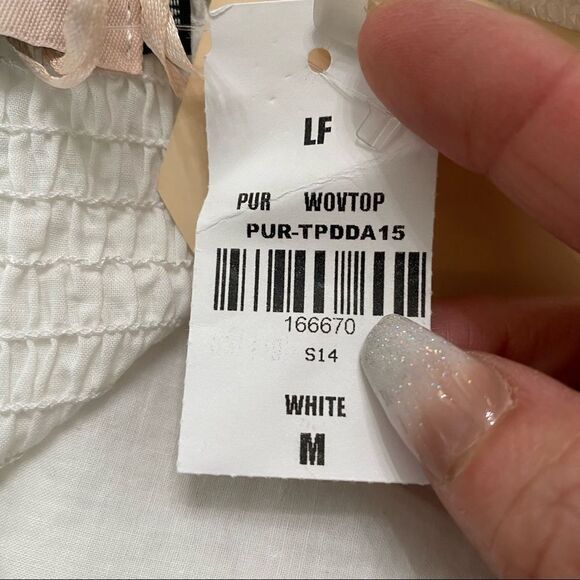 LF
PUR WOVTOP
PUR-TPDDA15
166670
S14
WHITE
M